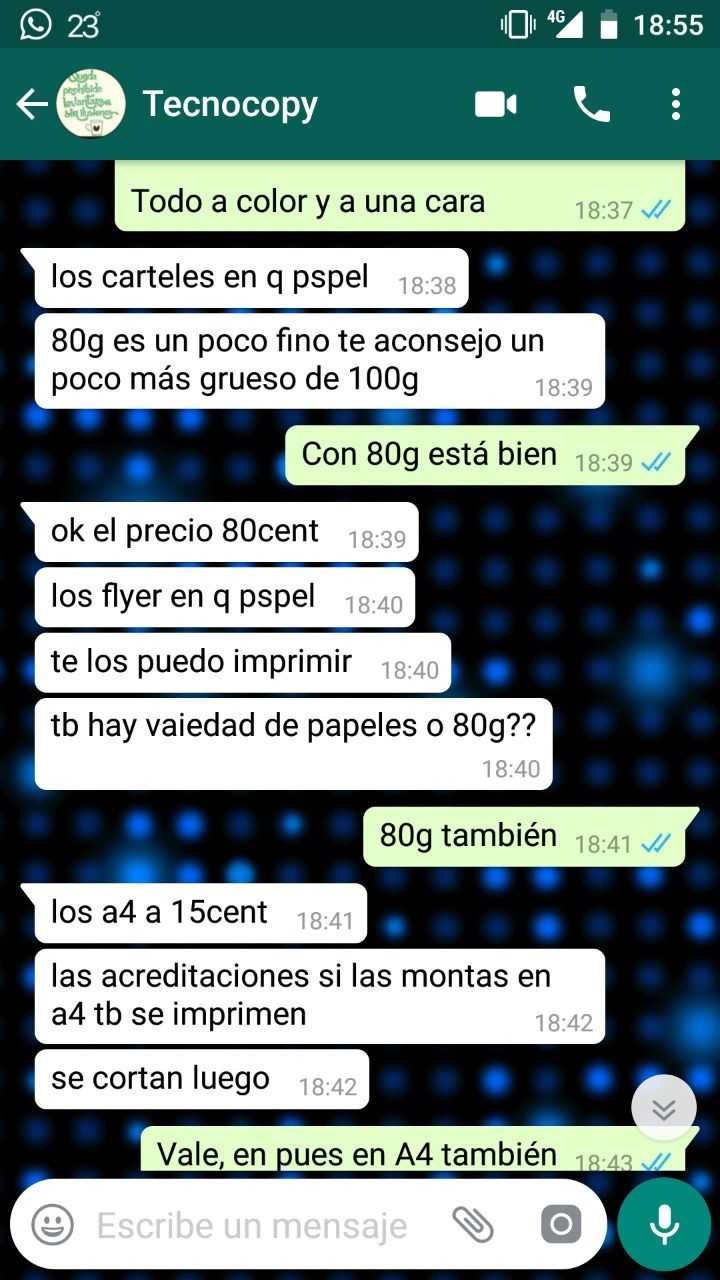 23°
4G
18:55
Queda
prohibido
levantarse
sin ilusiones
Tecnocopy
Todo a color y a una cara 18:37
los carteles en q pspel 18:38
80g es un poco fino te aconsejo un
poco más grueso de 100g 18:39
Con 80g está bien 18:39
ok el precio 80cent 18:39
los flyer en q pspel 18:40
te los puedo imprimir 18:40
tb hay vaiedad de papeles o 80g??
18:40
80g también 18:41
los a4 a 15cent 18:41
las acreditaciones si las montas en
a4 tb se imprimen 18:42
se cortan luego 18:42
Vale, en pues en A4 también 18:43
Escribe un mensaje